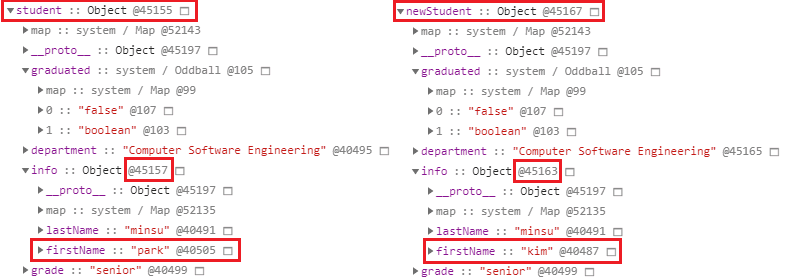 ▼student :: Object @45155
▶map :: system / Map @52143
▶__proto__ :: Object @45197
▼graduated :: system / Oddball @105
▶map :: system / Map @99
▶0 :: "false" @107
▶1 :: "boolean" @103
▶department :: "Computer Software Engineering" @40495
▼info :: Object @45157
▶__proto__ :: Object @45197
▶map :: system / Map @52135
▶lastName :: "minsu" @40491
▶firstName :: "park" @40505
▶grade :: "senior" @40499
▼newStudent :: Object @45167
▶map :: system / Map @52143
▶__proto__ :: Object @45197
▼graduated :: system / Oddball @105
▶map :: system / Map @99
▶0 :: "false" @107
▶1 :: "boolean" @103
▶department :: "Computer Software Engineering" @45165
▼info :: Object @45163
▶__proto__ :: Object @45197
▶map :: system / Map @52135
▶lastName :: "minsu" @40491
▶firstName :: "kim" @40487
▶grade :: "senior" @40499